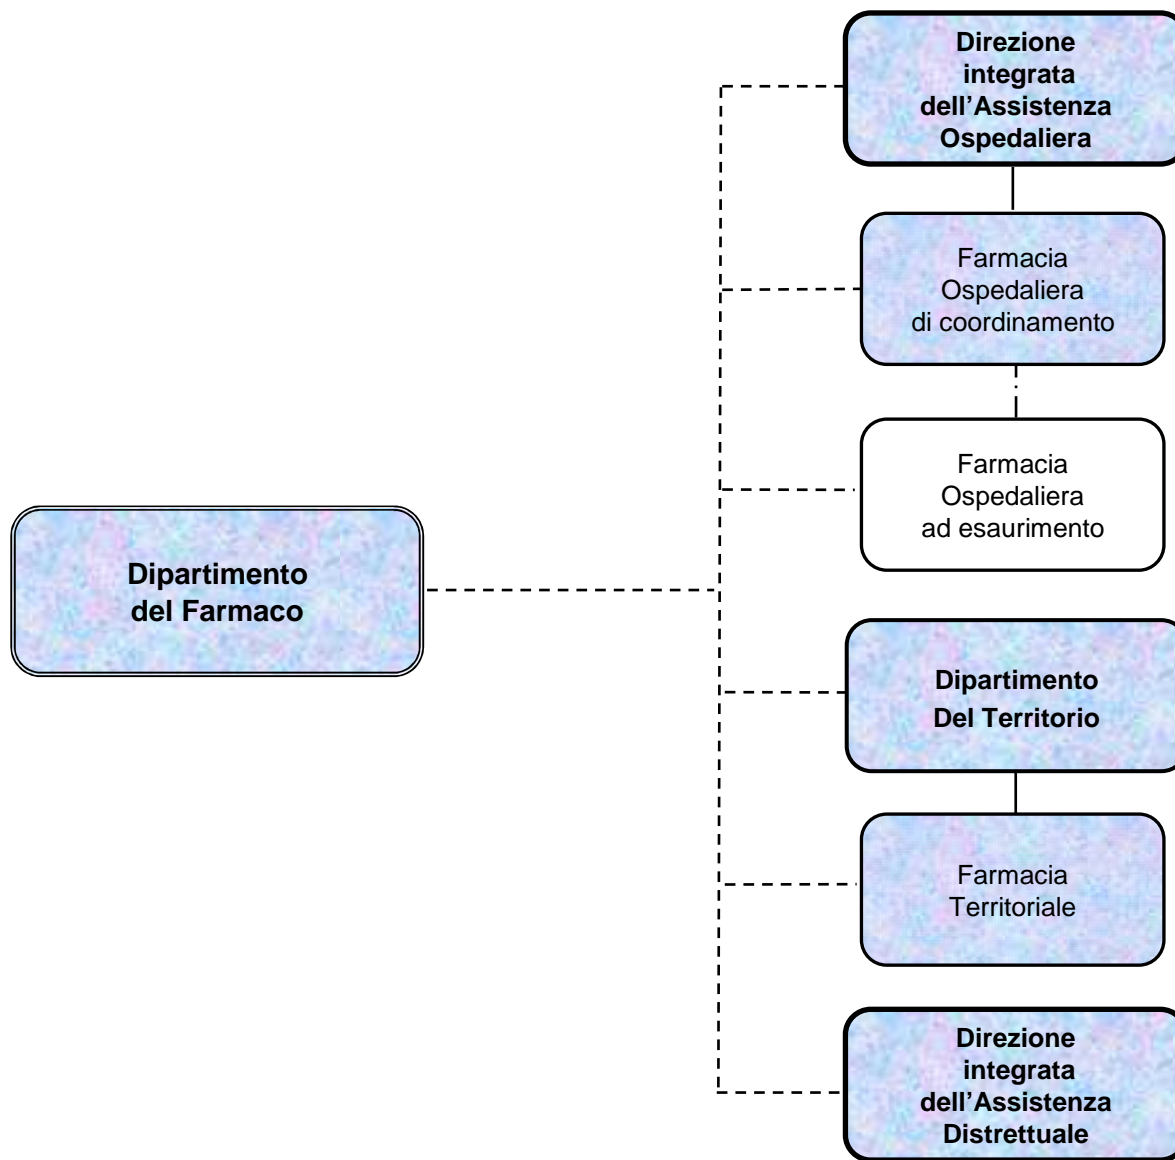 Direzione
integrata
dell’Assistenza
Ospedaliera
Farmacia
Ospedaliera
di coordinamento
Farmacia
Ospedaliera
ad esaurimento
Dipartimento
del Farmaco
Dipartimento
Del Territorio
Farmacia
Territoriale
Direzione
integrata
dell’Assistenza
Distrettuale